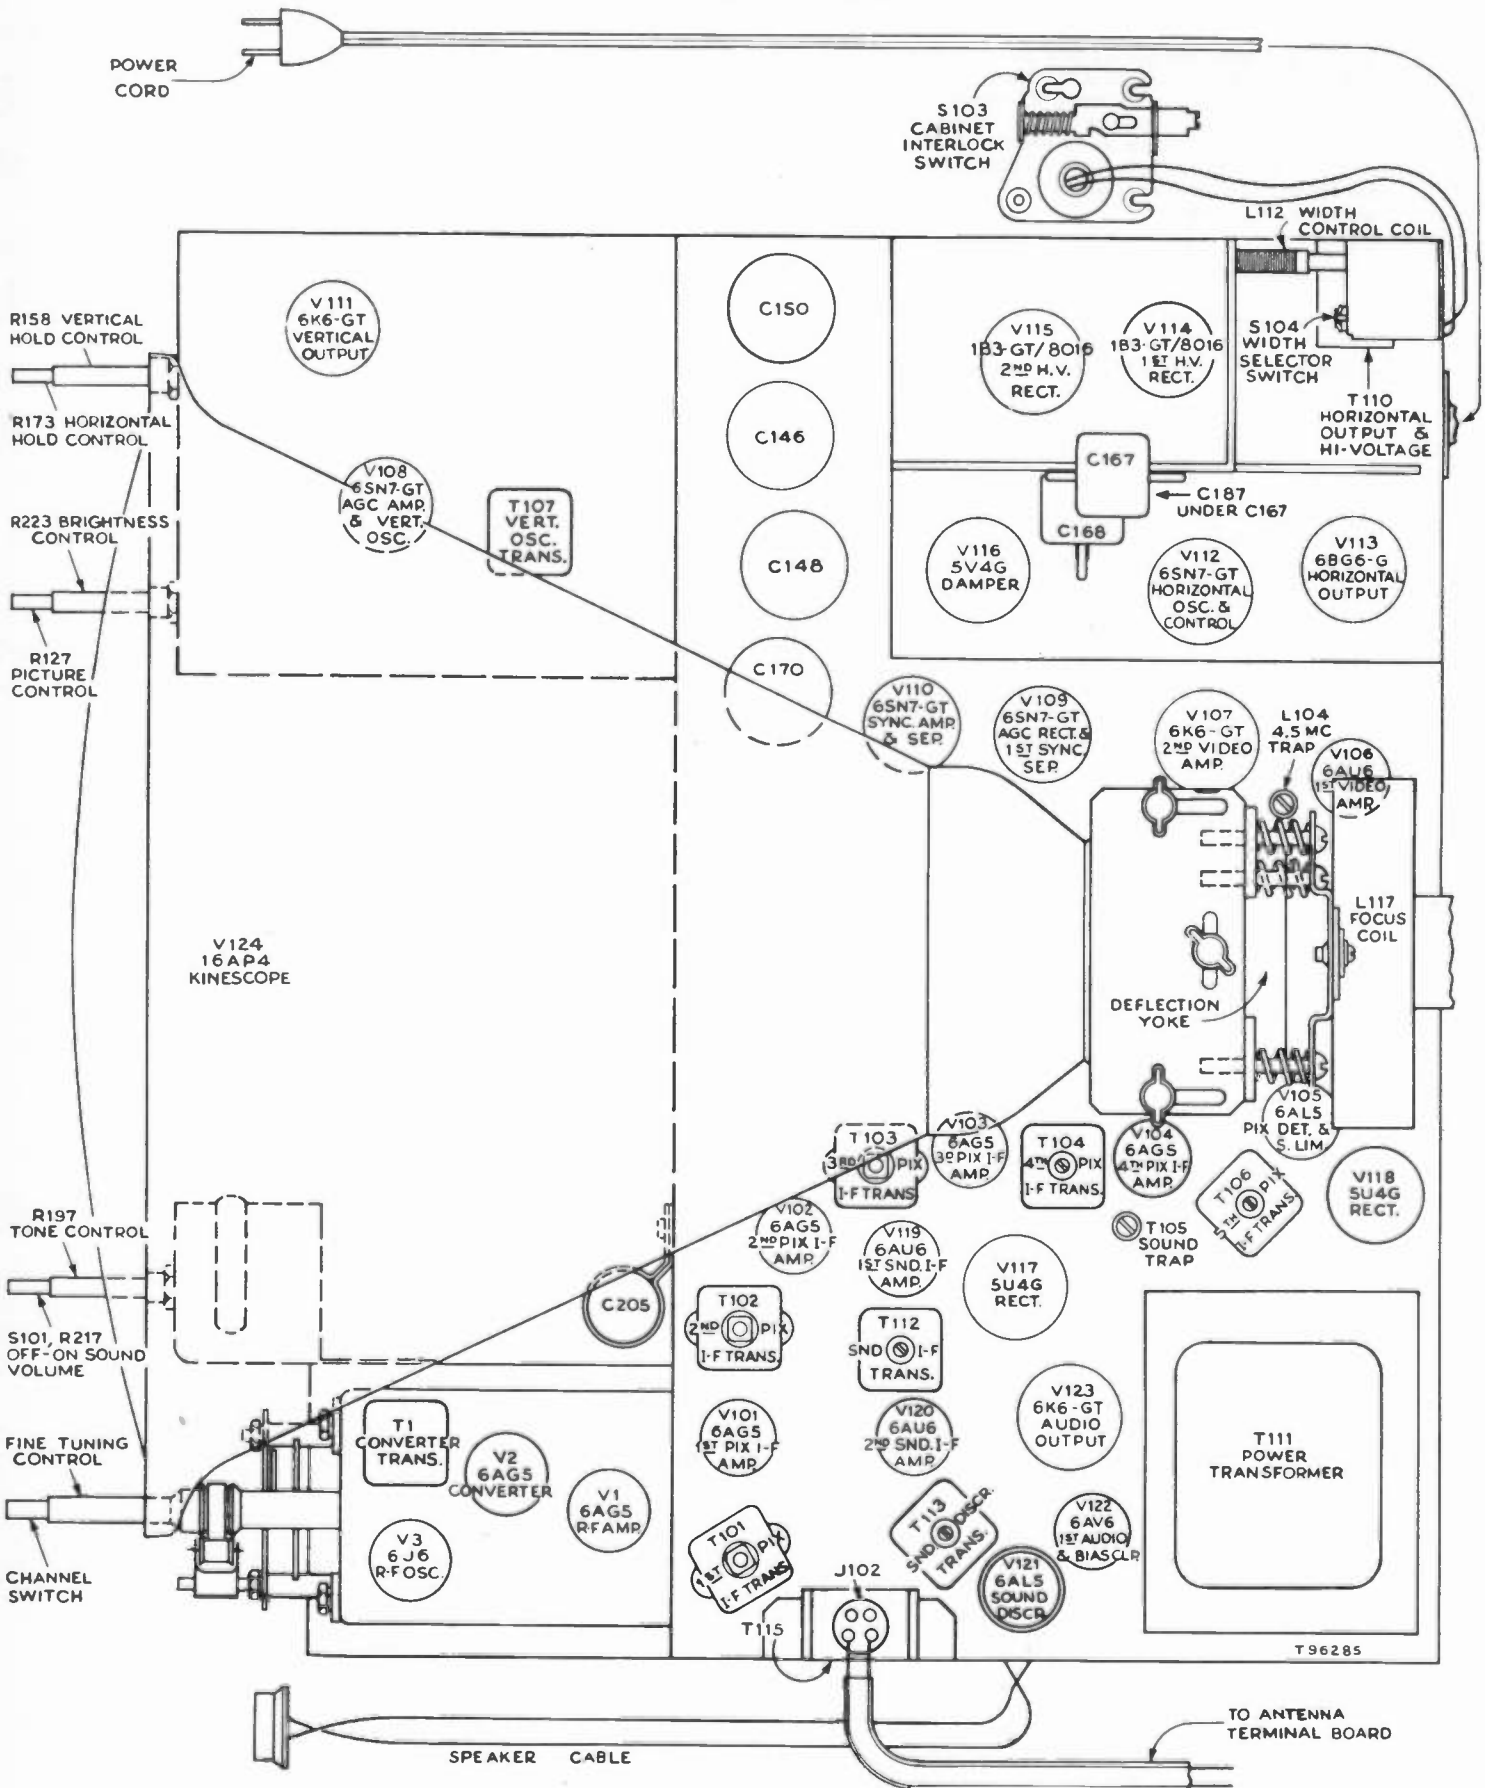 POWER
CORD
S103
CABINET
INTERLOCK
SWITCH
L112 WIDTH
CONTROL COIL
R158 VERTICAL
HOLD CONTROL
V111
6K6-GT
VERTICAL
OUTPUT
C150
V115
1B3-GT/8016
2ND H.V.
RECT.
V114
1B3-GT/8016
1ST H.V.
RECT.
S104
WIDTH
SELECTOR
SWITCH
R173 HORIZONTAL
HOLD CONTROL
T110
HORIZONTAL
OUTPUT &
HI-VOLTAGE
C146
C167
C187
UNDER C167
V108
6SN7-GT
AGC AMP.
& VERT.
OSC.
T107
VERT.
OSC.
TRANS.
R223 BRIGHTNESS
CONTROL
C168
C148
V116
5V4G
DAMPER
V112
6SN7-GT
HORIZONTAL
OSC. &
CONTROL
V113
6BG6-G
HORIZONTAL
OUTPUT
R127
PICTURE
CONTROL
C170
V110
6SN7-GT
SYNC. AMP.
& SEP.
V109
6SN7-GT
AGC RECT. &
1ST SYNC.
SEP.
V107
6K6-GT
2ND VIDEO
AMP.
L104
4.5 MC
TRAP
V106
6AU6
1ST VIDEO
AMP.
L117
FOCUS
COIL
V124
16AP4
KINESCOPE
DEFLECTION
YOKE
V105
6AL5
PIX DET. &
S. LIM.
T103
3RD PIX
I-F TRANS.
V103
6AG5
3D PIX I-F
AMP.
T104
4TH PIX
I-F TRANS.
V104
6AG5
4TH PIX I-F
AMP.
T106
5TH PIX
I-F TRANS.
V118
5U4G
RECT.
R197
TONE CONTROL
V102
6AG5
2ND PIX I-F
AMP.
V119
6AU6
1ST SND. I-F
AMP.
T105
SOUND
TRAP
V117
5U4G
RECT.
C205
T102
2ND PIX
I-F TRANS.
T112
SND I-F
TRANS.
S101, R217
OFF-ON SOUND
VOLUME
V101
6AG5
1ST PIX I-F
AMP.
V120
6AU6
2ND SND. I-F
AMP.
V123
6K6-GT
AUDIO
OUTPUT
T111
POWER
TRANSFORMER
FINE TUNING
CONTROL
T1
CONVERTER
TRANS.
V2
6AG5
CONVERTER
V1
6AG5
R-F AMP.
V3
6J6
R-F OSC.
T101
1ST PIX
I-F TRANS.
T113
SND DISCR.
TRANS.
V122
6AV6
1ST AUDIO
& BIAS CLR
V121
6AL5
SOUND
DISCR.
CHANNEL
SWITCH
J102
T115
T96285
SPEAKER CABLE
TO ANTENNA
TERMINAL BOARD